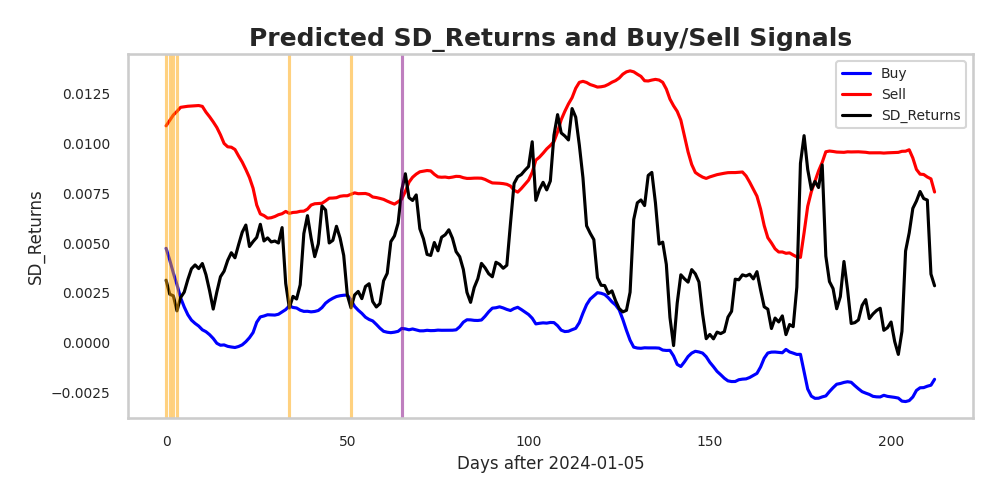 Predicted SD_Returns and Buy/Sell Signals
Buy
Sell
SD_Returns
SD_Returns
0.0125
0.0100
0.0075
0.0050
0.0025
0.0000
−0.0025
0 50 100 150 200
Days after 2024-01-05